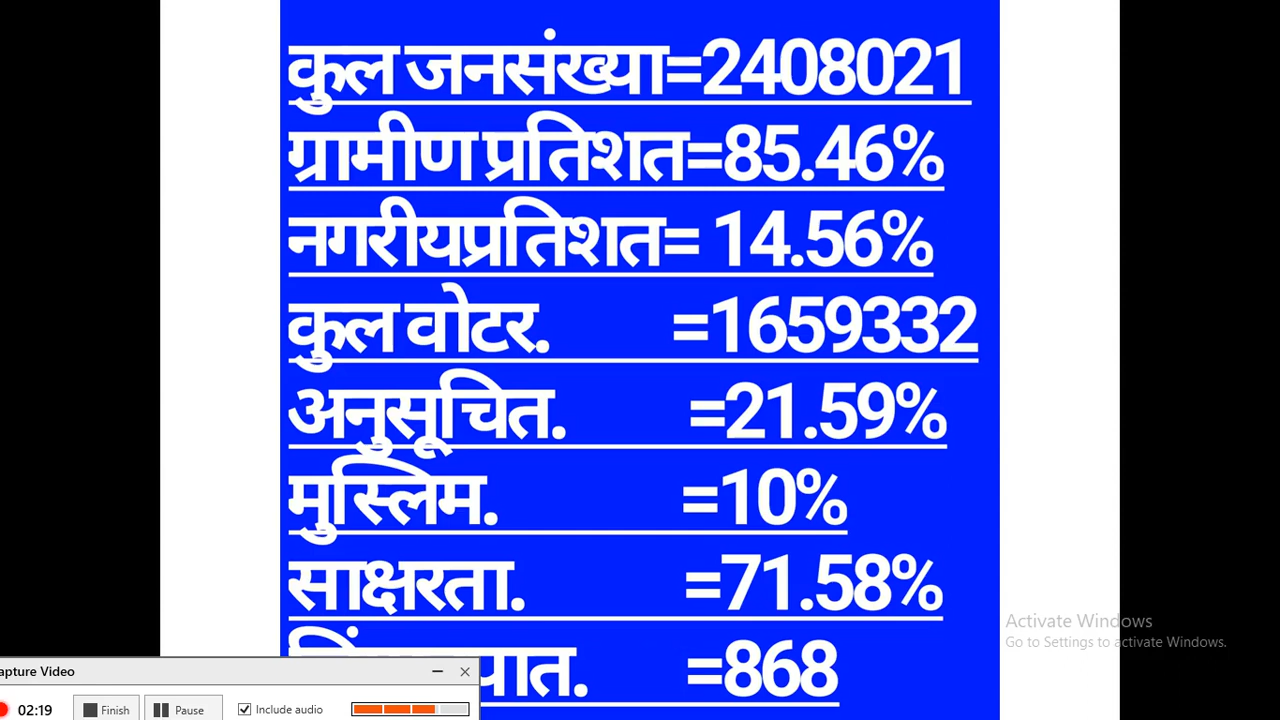 कुल जनसंख्या=2408021
ग्रामीण प्रतिशत=85.46%
नगरीयप्रतिशत= 14.56%
कुल वोटर. =1659332
अनुसूचित. =21.59%
मुस्लिम. =10%
साक्षरता. =71.58%
=868
Activate Windows
Go to Settings to activate Windows.
apture Video
02:19
Finish
Pause
Include audio